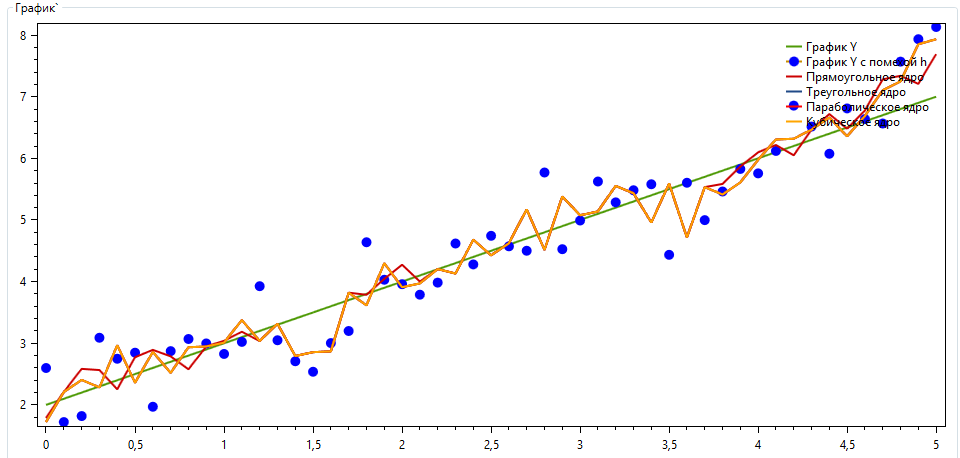 График`
8
7
6
5
4
3
2
График Y
График Y с помехой h
Прямоугольное ядро
Треугольное ядро
Параболическое ядро
Кубическое ядро
0 0,5 1 1,5 2 2,5 3 3,5 4 4,5 5